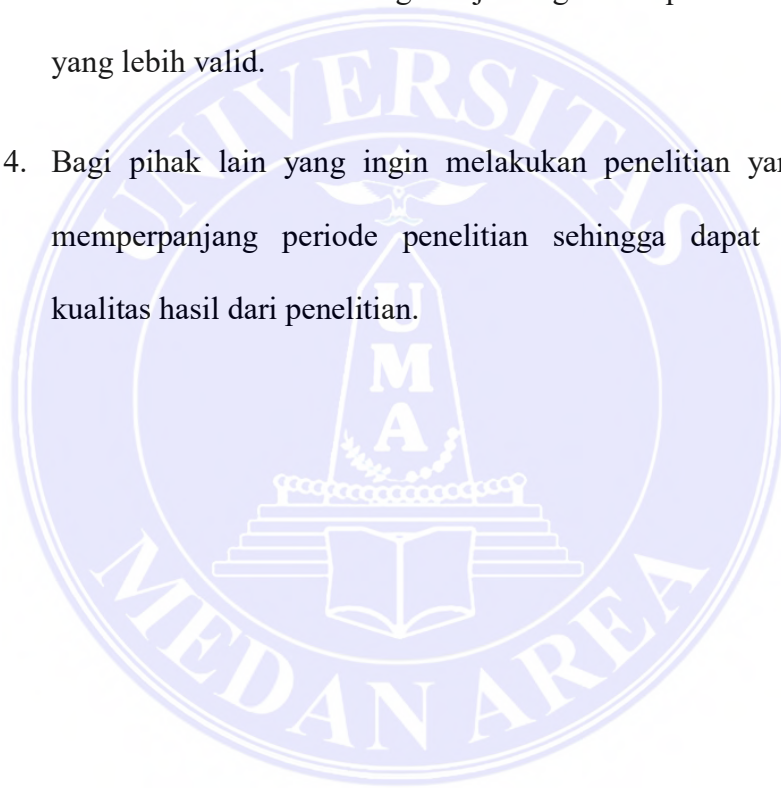 yang lebih valid.
4. Bagi pihak lain yang ingin melakukan penelitian
memperpanjang periode penelitian sehingga dapat
kualitas hasil dari penelitian.
UNIVERSITAS
UMA
MEDAN AREA